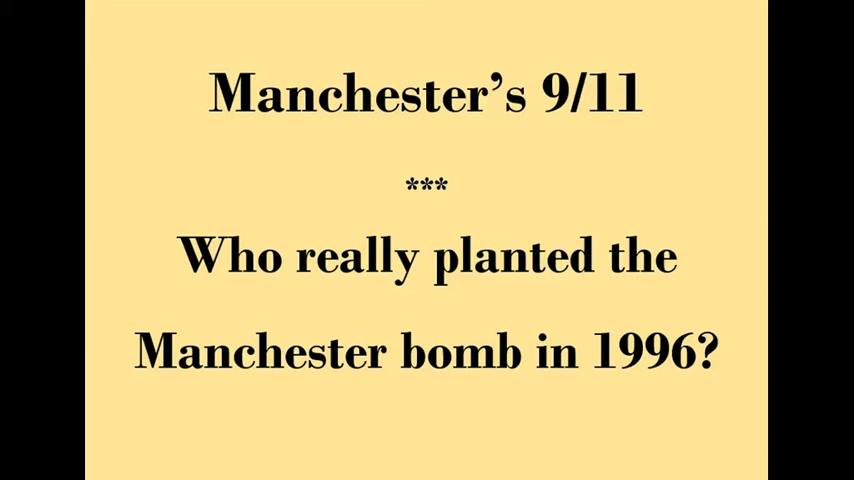 Manchester’s 9/11
***
Who really planted the
Manchester bomb in 1996?